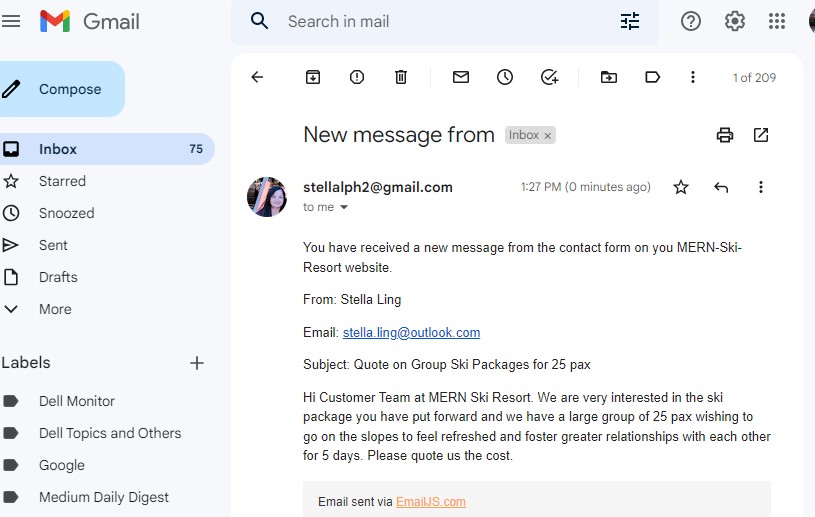 Gmail
Search in mail
Compose
1 of 209
Inbox 75
Starred
Snoozed
Sent
Drafts
More
Labels
Dell Monitor
Dell Topics and Others
Google
Medium Daily Digest
New message from Inbox ×
stellalph2@gmail.com 1:27 PM (0 minutes ago)
to me
You have received a new message from the contact form on you MERN-Ski-
Resort website.
From: Stella Ling
Email: stella.ling@outlook.com
Subject: Quote on Group Ski Packages for 25 pax
Hi Customer Team at MERN Ski Resort. We are very interested in the ski
package you have put forward and we have a large group of 25 pax wishing to
go on the slopes to feel refreshed and foster greater relationships with each other
for 5 days. Please quote us the cost.
Email sent via EmailJS.com